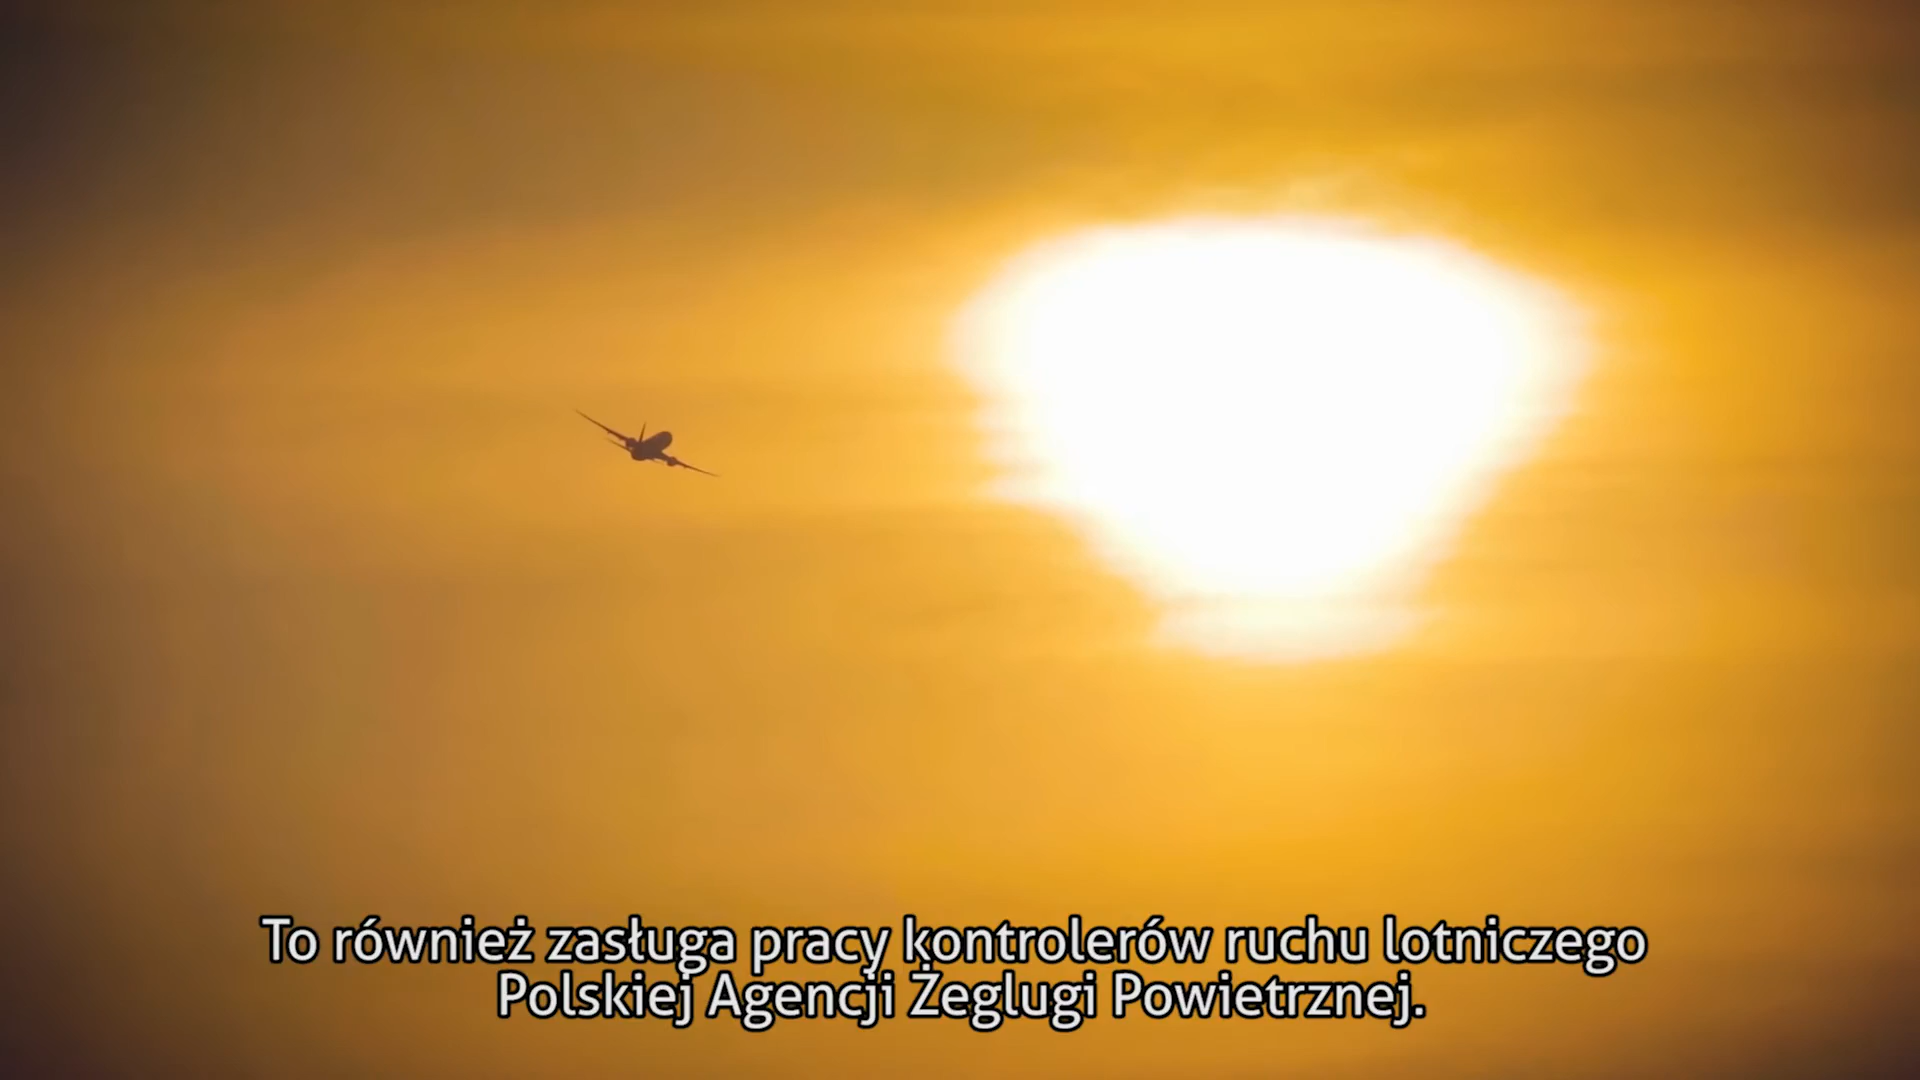 To również zasługa pracy kontrolerów ruchu lotniczego
Polskiej Agencji Żeglugi Powietrznej.